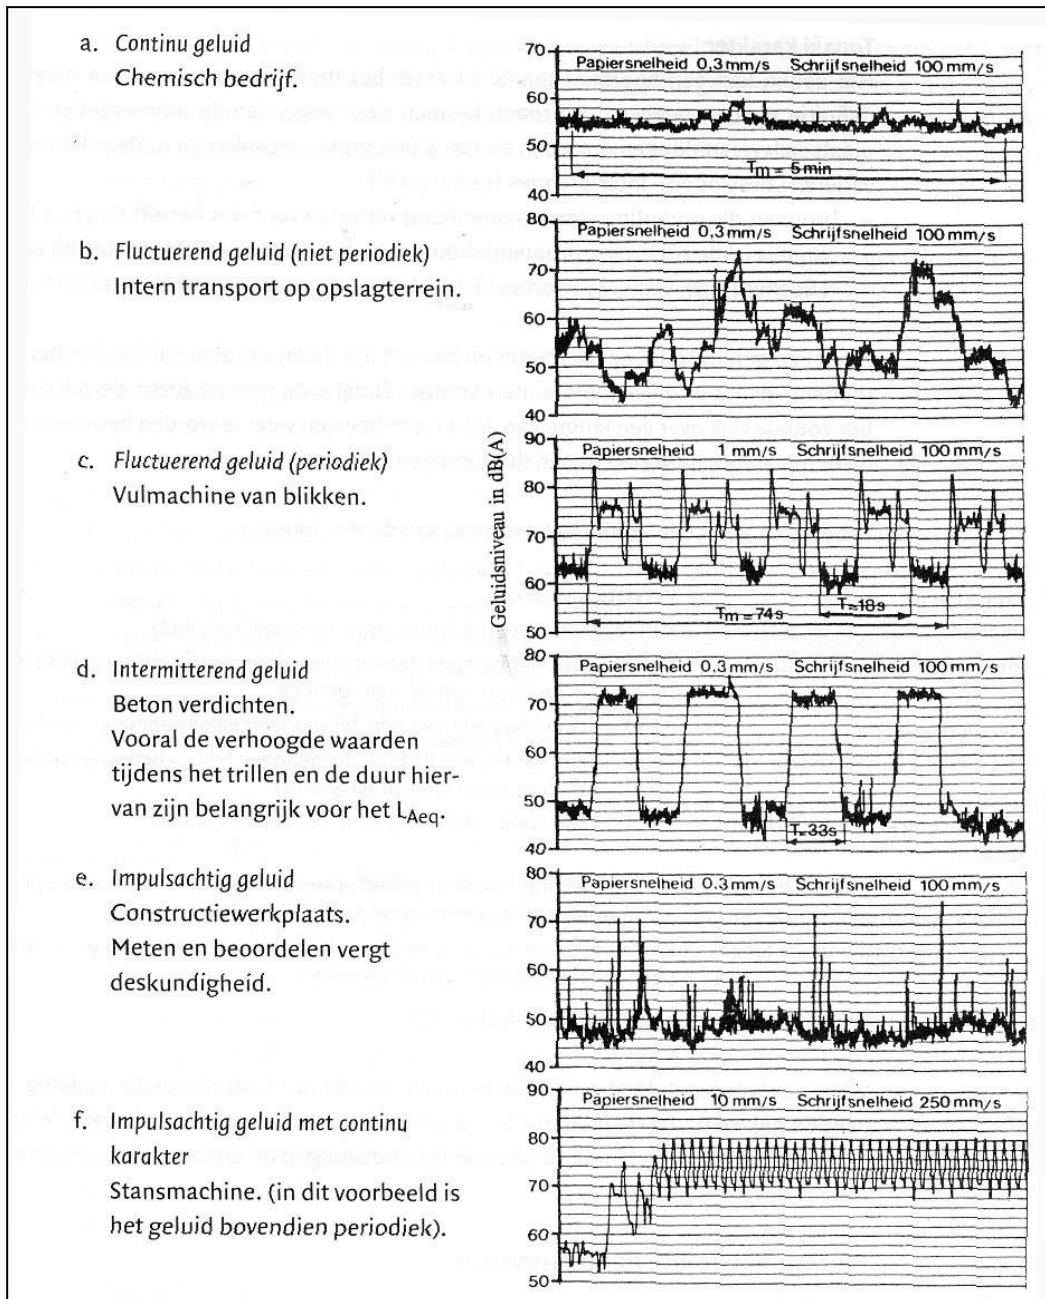 a. Continu geluid
Chemisch bedrijf.
70
60
50
40
Papiersnelheid 0,3 mm/s Schrijfsnelheid 100 mm/s
Tm = 5 min
b. Fluctuerend geluid (niet periodiek)
Intern transport op opslagterrein.
80
70
60
50
40
Papiersnelheid 0,3 mm/s Schrijfsnelheid 100 mm/s
Geluidsniveau in dB(A)
c. Fluctuerend geluid (periodiek)
Vulmachine van blikken.
90
80
70
60
50
Papiersnelheid 1 mm/s Schrijfsnelheid 100 mm/s
Tm = 74 s
T=18s
d. Intermitterend geluid
Beton verdichten.
Vooral de verhoogde waarden
tijdens het trillen en de duur hier-
van zijn belangrijk voor het LAeq.
80
70
60
50
40
Papiersnelheid 0,3 mm/s Schrijfsnelheid 100 mm/s
T=33s
e. Impulsachtig geluid
Constructiewerkplaats.
Meten en beoordelen vergt
deskundigheid.
80
70
60
50
40
Papiersnelheid 0,3 mm/s Schrijfsnelheid 100 mm/s
f. Impulsachtig geluid met continu
karakter
Stansmachine. (in dit voorbeeld is
het geluid bovendien periodiek).
90
80
70
60
50
Papiersnelheid 10 mm/s Schrijfsnelheid 250 mm/s